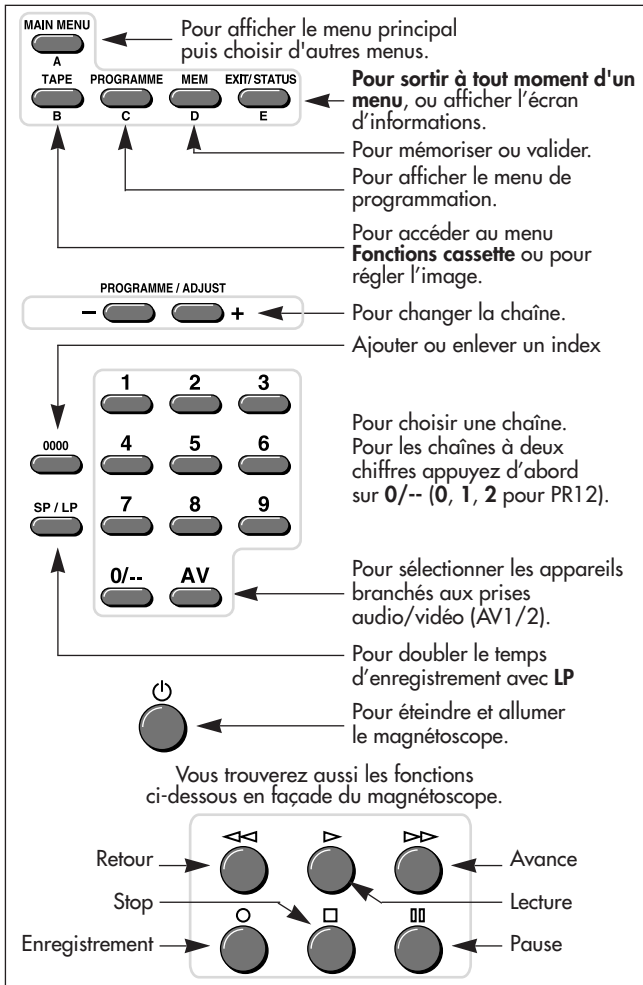 MAIN MENU
A
Pour afficher le menu principal
puis choisir d'autres menus.
TAPE PROGRAMME MEM EXIT/STATUS
B C D E
Pour sortir à tout moment d'un
menu, ou afficher l'écran
d'informations.
Pour mémoriser ou valider.
Pour afficher le menu de
programmation.
Pour accéder au menu
Fonctions cassette ou pour
régler l'image.
PROGRAMME / ADJUST
– +
Pour changer la chaîne.
Ajouter ou enlever un index
1 2 3
0000
4 5 6
SP / LP
7 8 9
0/-- AV
Pour choisir une chaîne.
Pour les chaînes à deux
chiffres appuyez d'abord
sur 0/-- (0, 1, 2 pour PR12).
Pour sélectionner les appareils
branchés aux prises
audio/vidéo (AV1/2).
Pour doubler le temps
d'enregistrement avec LP
Pour éteindre et allumer
le magnétoscope.
Vous trouverez aussi les fonctions
ci-dessous en façade du magnétoscope.
Retour
Avance
Stop
Lecture
Enregistrement
Pause